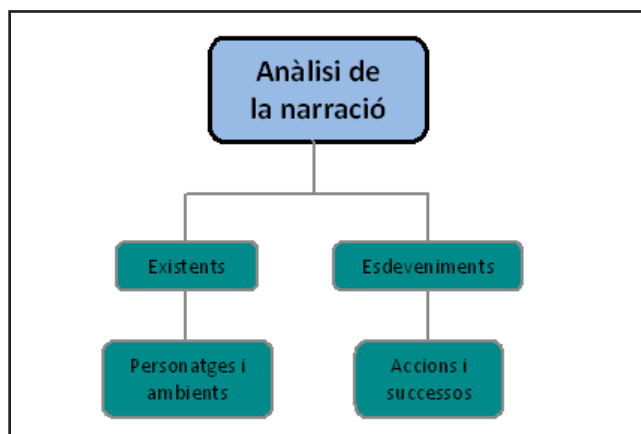 Anàlisi de
la narració
Existents
Esdeveniments
Personatges i
ambients
Accions i
successos